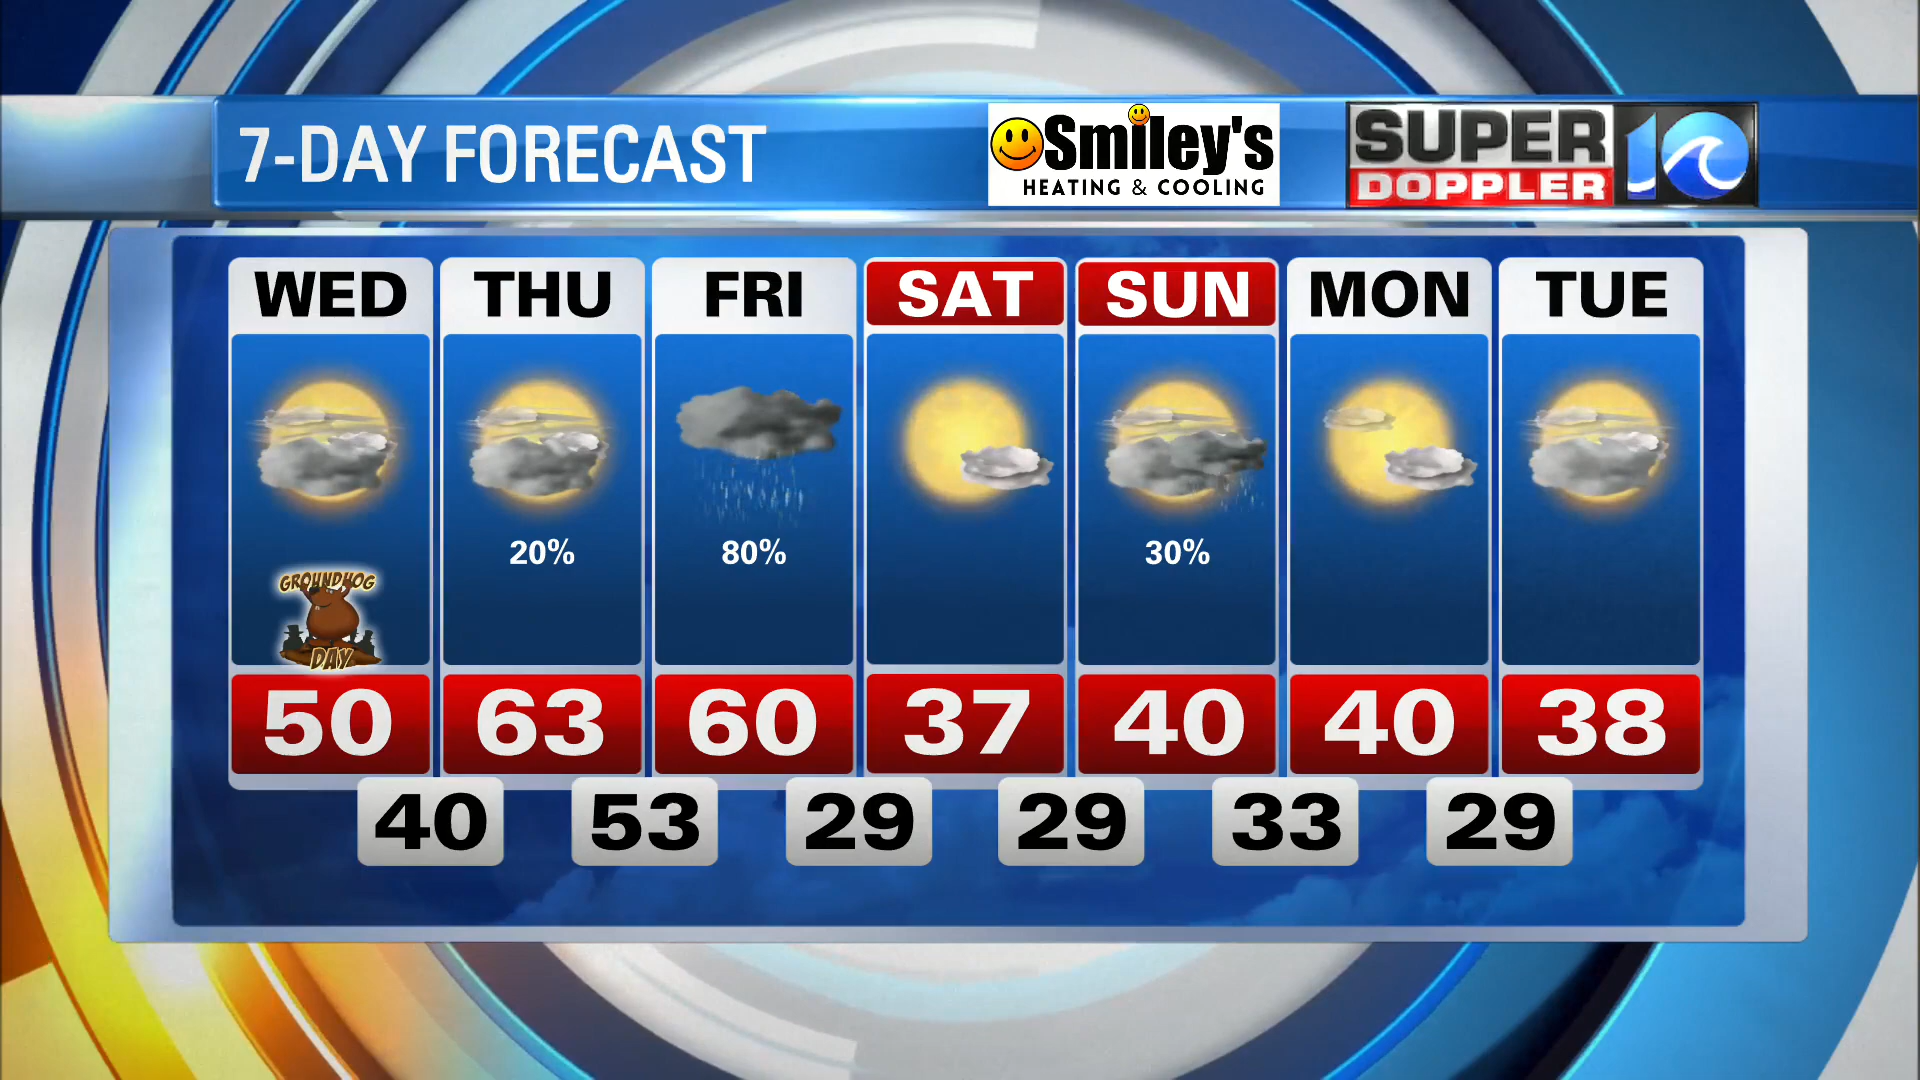 7-DAY FORECAST
Smiley's
HEATING & COOLING
SUPER
DOPPLER 10
WED THU FRI SAT SUN MON TUE
20% 80% 30%
GROUNDHOG
DAY
50 63 60 37 40 40 38
40 53 29 29 33 29